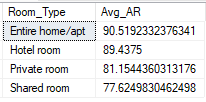 Room_Type Avg_AR
Entire home/apt 90.5192332376341
Hotel room 89.4375
Private room 81.1544360313176
Shared room 77.6249830462498